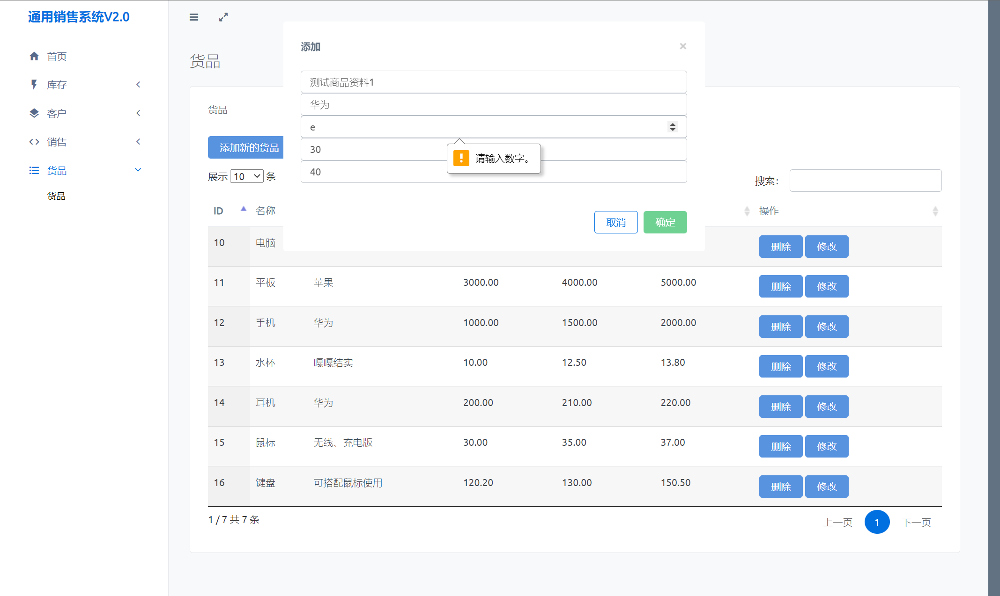 通用销售系统V2.0
首页
库存
客户
销售
货品
货品
货品
添加
×
测试商品资料1
华为
e
30
40
请输入数字。
取消
确定
货品
添加新的货品
展示 10 条
搜索：
ID 名称 操作
10 电脑 删除 修改
11 平板 苹果 3000.00 4000.00 5000.00 删除 修改
12 手机 华为 1000.00 1500.00 2000.00 删除 修改
13 水杯 嘎嘎结实 10.00 12.50 13.80 删除 修改
14 耳机 华为 200.00 210.00 220.00 删除 修改
15 鼠标 无线、充电版 30.00 35.00 37.00 删除 修改
16 键盘 可搭配鼠标使用 120.20 130.00 150.50 删除 修改
1 / 7 共 7 条
上一页 1 下一页